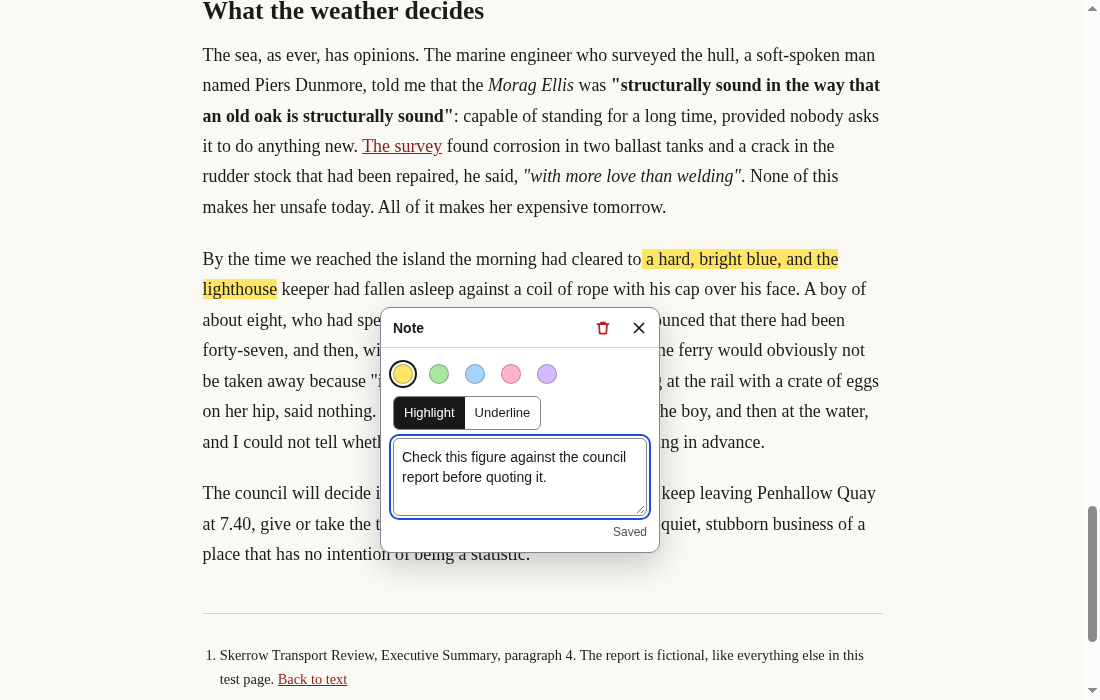 What the weather decides
The sea, as ever, has opinions. The marine engineer who surveyed the hull, a soft-spoken man
named Piers Dunmore, told me that the Morag Ellis was "structurally sound in the way that
an old oak is structurally sound": capable of standing for a long time, provided nobody asks
it to do anything new. The survey found corrosion in two ballast tanks and a crack in the
rudder stock that had been repaired, he said, "with more love than welding". None of this
makes her unsafe today. All of it makes her expensive tomorrow.
By the time we reached the island the morning had cleared to a hard, bright blue, and the
lighthouse keeper had fallen asleep against a coil of rope with his cap over his face. A boy of
about eight, who had spe
ounced that there had been
forty-seven, and then, wi
ne ferry would obviously not
be taken away because "i
g at the rail with a crate of eggs
on her hip, said nothing.
he boy, and then at the water,
and I could not tell wheth
ng in advance.
The council will decide i
keep leaving Penhallow Quay
at 7.40, give or take the t
quiet, stubborn business of a
place that has no intention of being a statistic.
Note
Highlight Underline
Check this figure against the council
report before quoting it.
Saved
1. Skerrow Transport Review, Executive Summary, paragraph 4. The report is fictional, like everything else in this
test page. Back to text